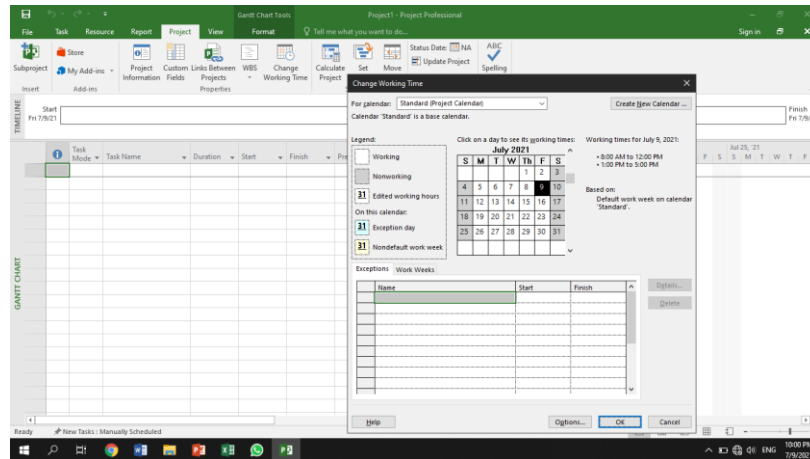 Gantt Chart Tools
Project1 - Project Professional
File Task Resource Report Project View Format Tell me what you want to do... Sign in
Subproject
Store
My Add-ins
Project Information
Custom Fields
Links Between Projects
WBS
Change Working Time
Calculate Project
Set
Move
Status Date: NA
Update Project
ABC
Spelling
Insert Add-ins Properties
TIMELINE
Start
Fri 7/9/21
Finish
Fri 7/9/
Task Mode Task Name Duration Start Finish Pre
Jul 25, '21
F S S M T W T F
GANTT CHART
Change Working Time
For calendar: Standard (Project Calendar)
Create New Calendar ...
Calendar 'Standard' is a base calendar.
Legend:
Working
Nonworking
31 Edited working hours
On this calendar:
31 Exception day
31 Nondefault work week
Click on a day to see its working times:
July 2021
S M T W Th F S
1 2 3
4 5 6 7 8 9 10
11 12 13 14 15 16 17
18 19 20 21 22 23 24
25 26 27 28 29 30 31
Working times for July 9, 2021:
• 8:00 AM to 12:00 PM
• 1:00 PM to 5:00 PM
Based on:
Default work week on calendar
'Standard'.
Exceptions Work Weeks
Name Start Finish
Details...
Delete
Help Options... OK Cancel
Ready New Tasks : Manually Scheduled
ENG
10:00 PM